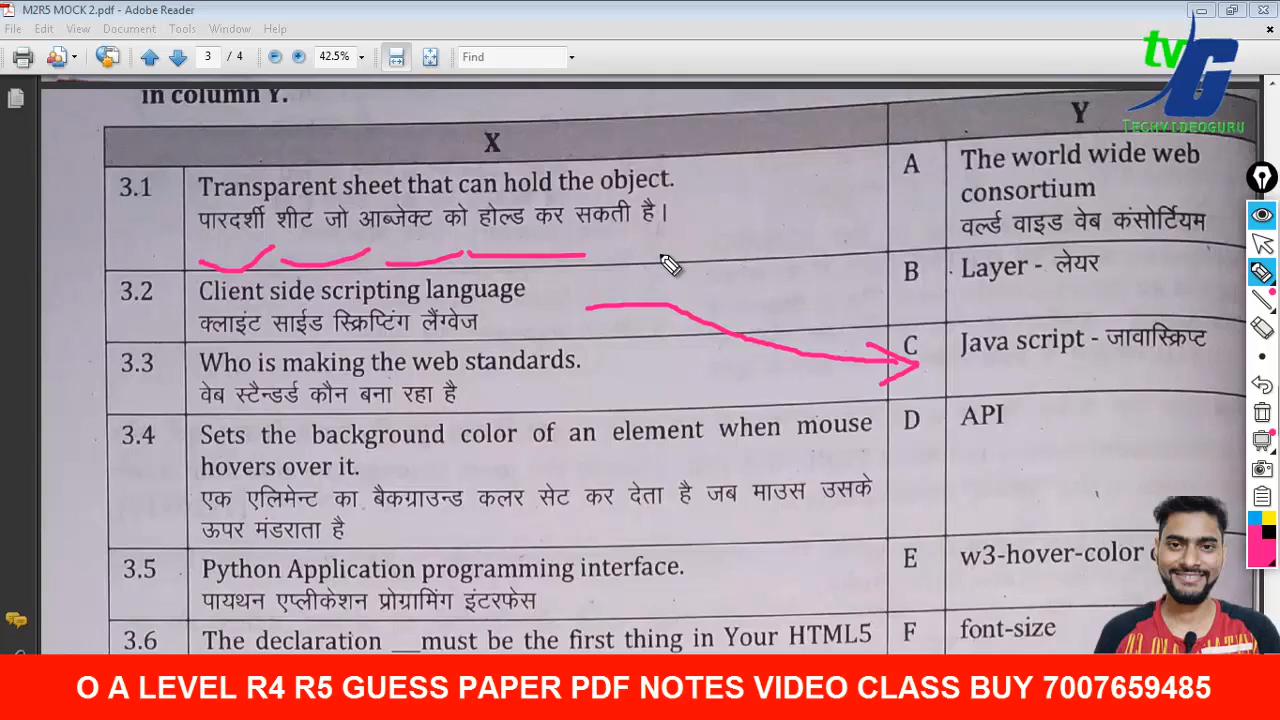 M2R5 MOCK 2.pdf - Adobe Reader
File Edit View Document Tools Window Help
3 / 4 42.5% Find
tv G
TECHVIDEOGURU
in column Y.
X Y
3.1 Transparent sheet that can hold the object.
पारदर्शी शीट जो आब्जेक्ट को होल्ड कर सकती है।
A The world wide web
consortium
वर्ल्ड वाइड वेब कंसोर्टियम
3.2 Client side scripting language
क्लाइंट साईड स्क्रिप्टिंग लैंग्वेज
B Layer - लेयर
3.3 Who is making the web standards.
वेब स्टैन्डर्ड कौन बना रहा है
C Java script - जावास्क्रिप्ट
3.4 Sets the background color of an element when mouse
hovers over it.
एक एलिमेन्ट का बैकग्राउन्ड कलर सेट कर देता है जब माउस उसके
ऊपर मंडराता है
D API
3.5 Python Application programming interface.
पायथन एप्लीकेशन प्रोग्रामिंग इंटरफेस
E w3-hover-color
3.6 The declaration __must be the first thing in Your HTML5
F font-size
O A LEVEL R4 R5 GUESS PAPER PDF NOTES VIDEO CLASS BUY 7007659485